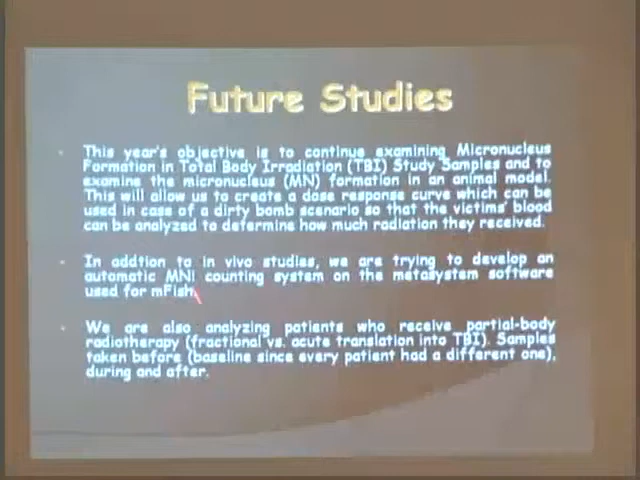 Future Studies
This year's objective is to continue examining Micronucleus
Formation in Total Body Irradiation (TBI) Study Samples and to
examine the micronucleus (MN) formation in an animal model.
This will allow us to create a dose response curve which can be
used in case of a dirty bomb scenario so that the victims' blood
can be analyzed to determine how much radiation they received.
In addtion to in vivo studies, we are trying to develop an
automatic MNi counting system on the metasystem software
used for mFish.
We are also analyzing patients who receive partial-body
radiotherapy (fractional vs. acute translation into TBI). Samples
taken before (baseline since every patient had a different one),
during and after.